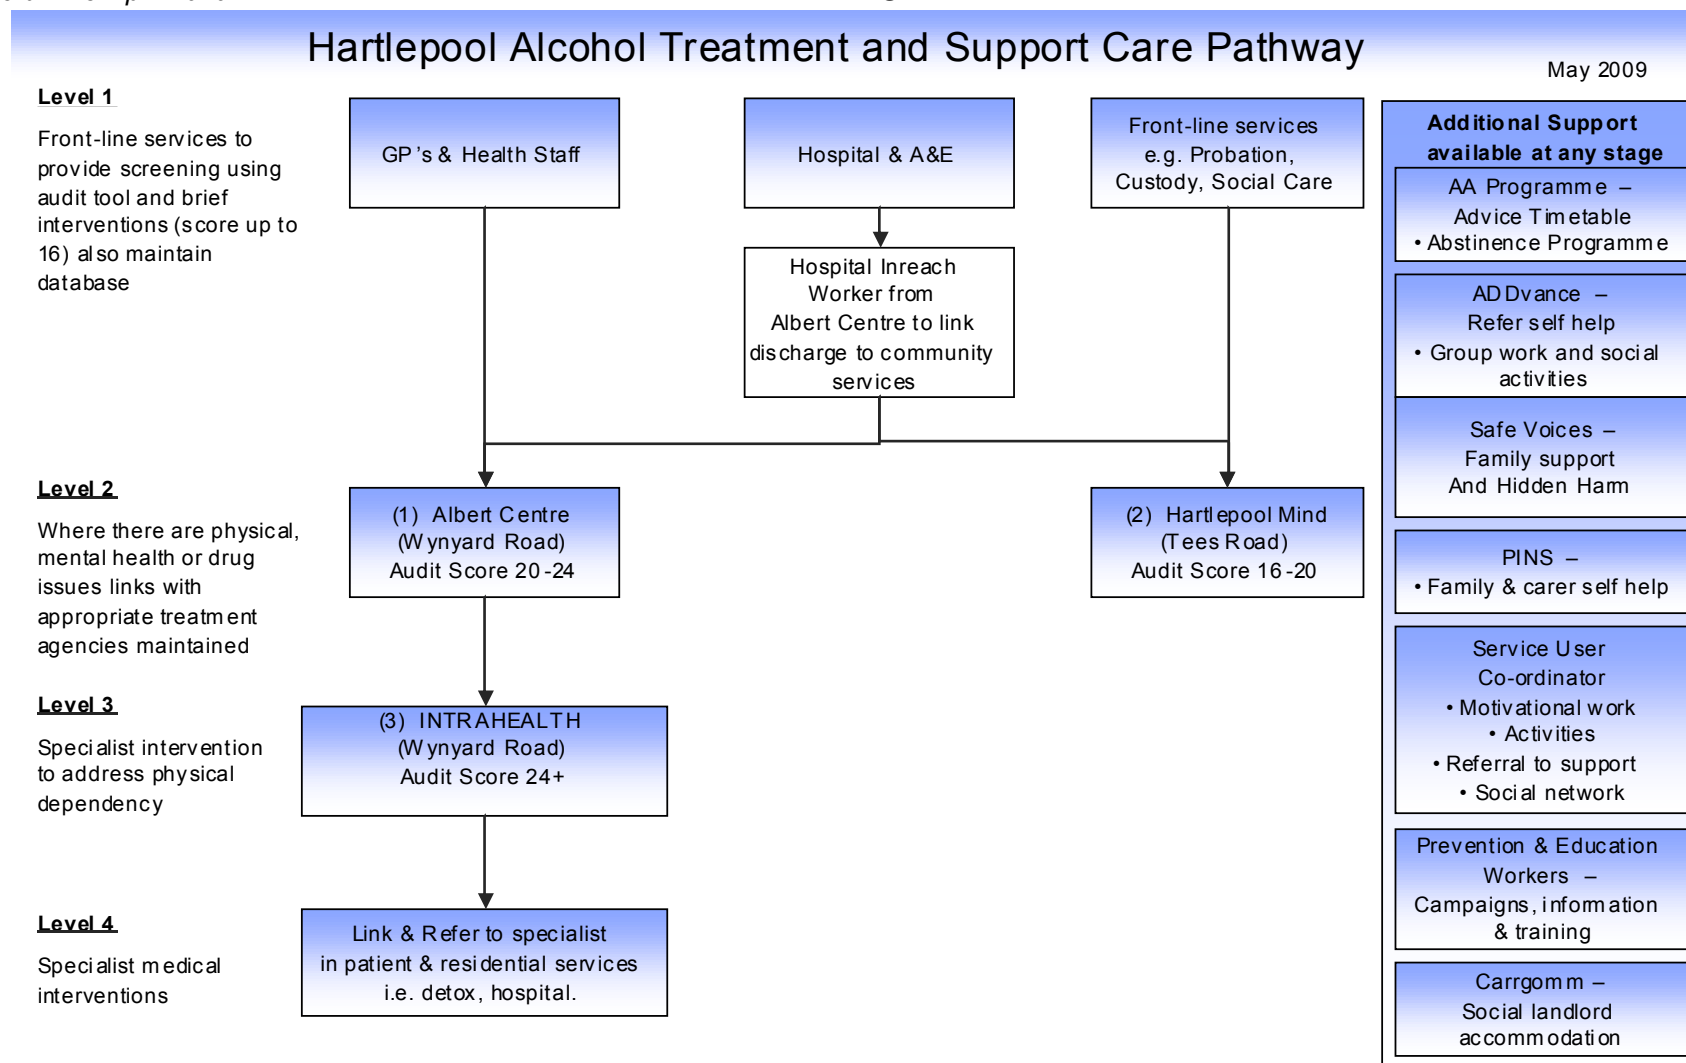 Hartlepool Alcohol Treatment and Support Care Pathway
May 2009
Level 1
Front-line services to
provide screening using
audit tool and brief
interventions (score up to
16) also maintain
database
GP's & Health Staff
Hospital & A&E
Front-line services
e.g. Probation,
Custody, Social Care
Hospital Inreach
Worker from
Albert Centre to link
discharge to community
services
Level 2
Where there are physical,
mental health or drug
issues links with
appropriate treatment
agencies maintained
(1) Albert Centre
(Wynyard Road)
Audit Score 20-24
(2) Hartlepool Mind
(Tees Road)
Audit Score 16-20
Level 3
Specialist intervention
to address physical
dependency
(3) INTRAHEALTH
(Wynyard Road)
Audit Score 24+
Level 4
Specialist medical
interventions
Link & Refer to specialist
in patient & residential services
i.e. detox, hospital.
Additional Support
available at any stage
AA Programme –
Advice Timetable
• Abstinence Programme
ADDvance –
Refer self help
• Group work and social
activities
Safe Voices –
Family support
And Hidden Harm
PINS –
• Family & carer self help
Service User
Co-ordinator
• Motivational work
• Activities
• Referral to support
• Social network
Prevention & Education
Workers –
Campaigns, information
& training
Carrgomm –
Social landlord
accommodation